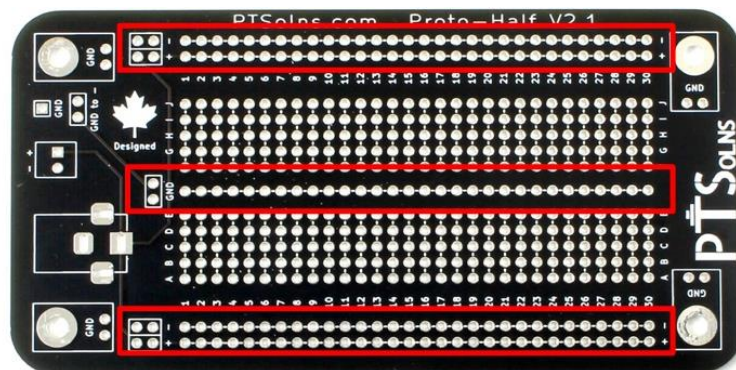 PTSolns.com Proto-Half V2.1
GND
- -
+ +
1 2 3 4 5 6 7 8 9 10 11 12 13 14 15 16 17 18 19 20 21 22 23 24 25 26 27 28 29 30
GND
GND
GND to -
Designed
J J
I I
H H
G G
- +
GND
PTSOLNS
E
D D
C C
B B
A A
1 2 3 4 5 6 7 8 9 10 11 12 13 14 15 16 17 18 19 20 21 22 23 24 25 26 27 28 29 30
GND
GND
- -
+ +